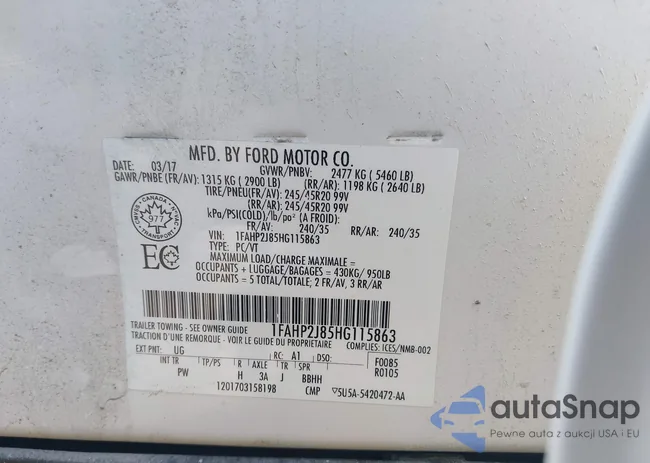 MFD. BY FORD MOTOR CO.
DATE: 03/17 GVWR/PNBV: 2477 KG ( 5460 LB)
GAWR/PNBE (FR/AV): 1315 KG ( 2900 LB) (RR/AR): 1198 KG ( 2640 LB)
TIRE/PNEU(FR/AV): 245/45R20 99V
(RR/AR): 245/45R20 99V
kPa/PSI(COLD)/lb/po² (A FROID):
FR/AV: 240/35 RR/AR: 240/35
VIN: 1FAHP2J85HG115863
TYPE: PC/VT
MAXIMUM LOAD/CHARGE MAXIMALE =
OCCUPANTS + LUGGAGE/BAGAGES = 430KG/ 950LB
OCCUPANTS = 5 TOTAL/TOTALE; 2 FR/AV, 3 RR/AR
CANADA
977
TRANSPORT
EC
1FAHP2J85HG115863
TRAILER TOWING - SEE OWNER GUIDE
TRACTION D'UNE REMORQUE - VOIR LE GUIDE DU PROPRIETAIRE COMPLIES: ICES/NMB-002
EXT PNT: UG RC: A1 DSO: F0085
INT TR TP/PS R AXLE TR SPR R0105
PW H 3A J BBHH
1201703158198 CMP ▽5U5A-5420472-AA
autaSnap
Pewne auta z aukcji USA i EU